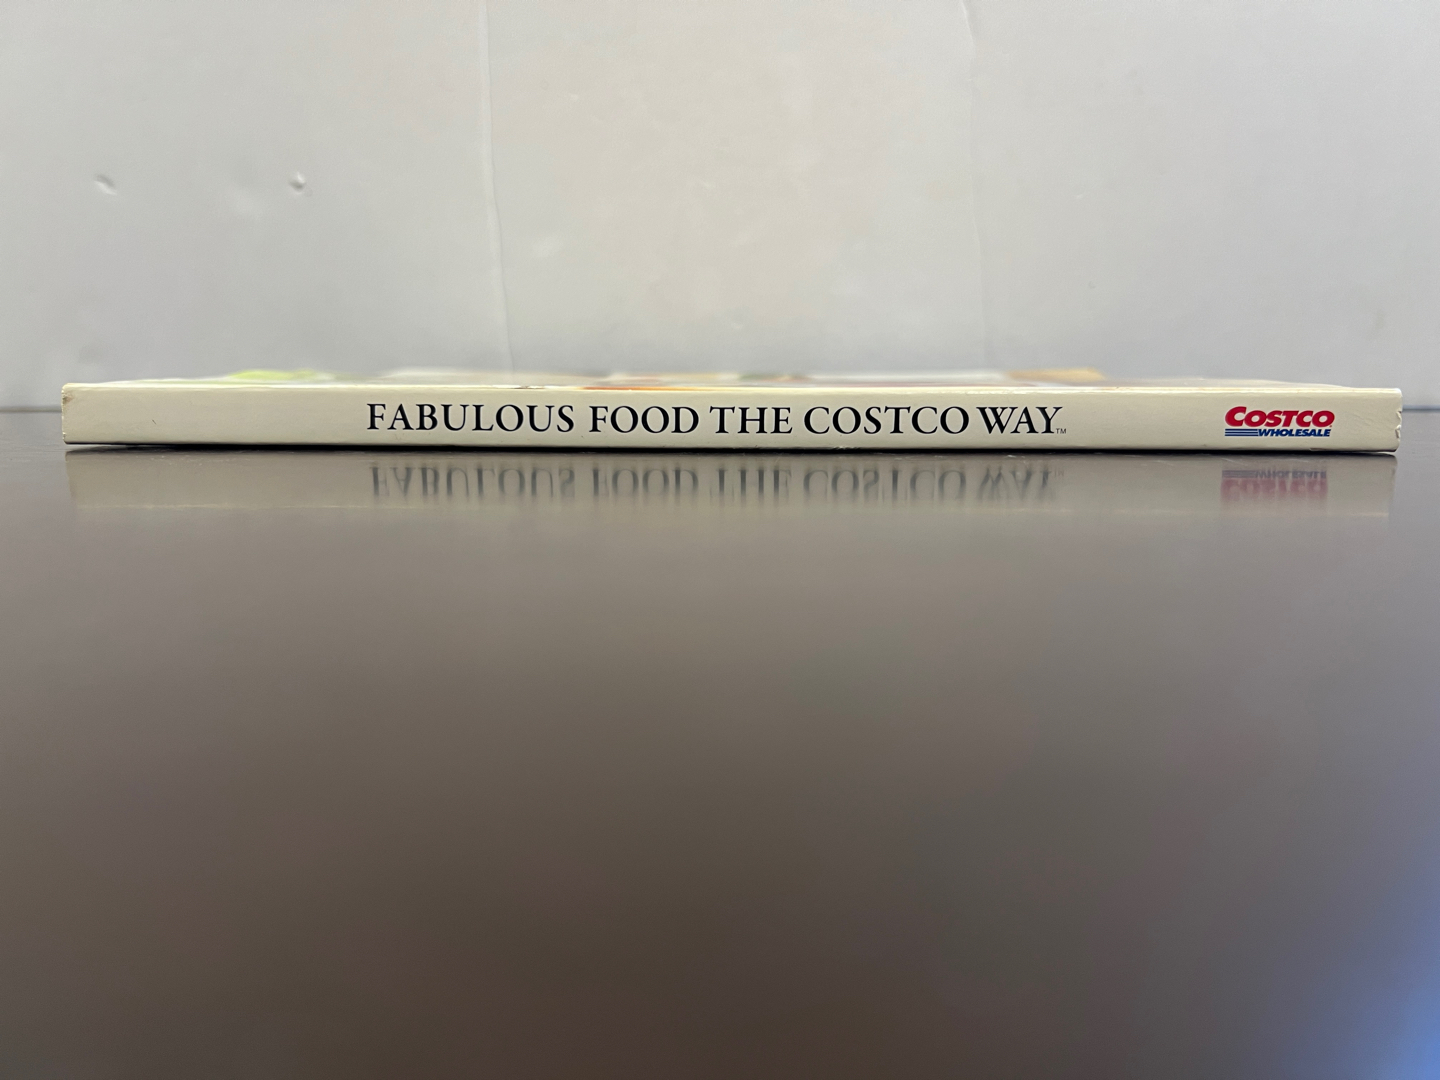 FABULOUS FOOD THE COSTCO WAY™
COSTCO
WHOLESALE